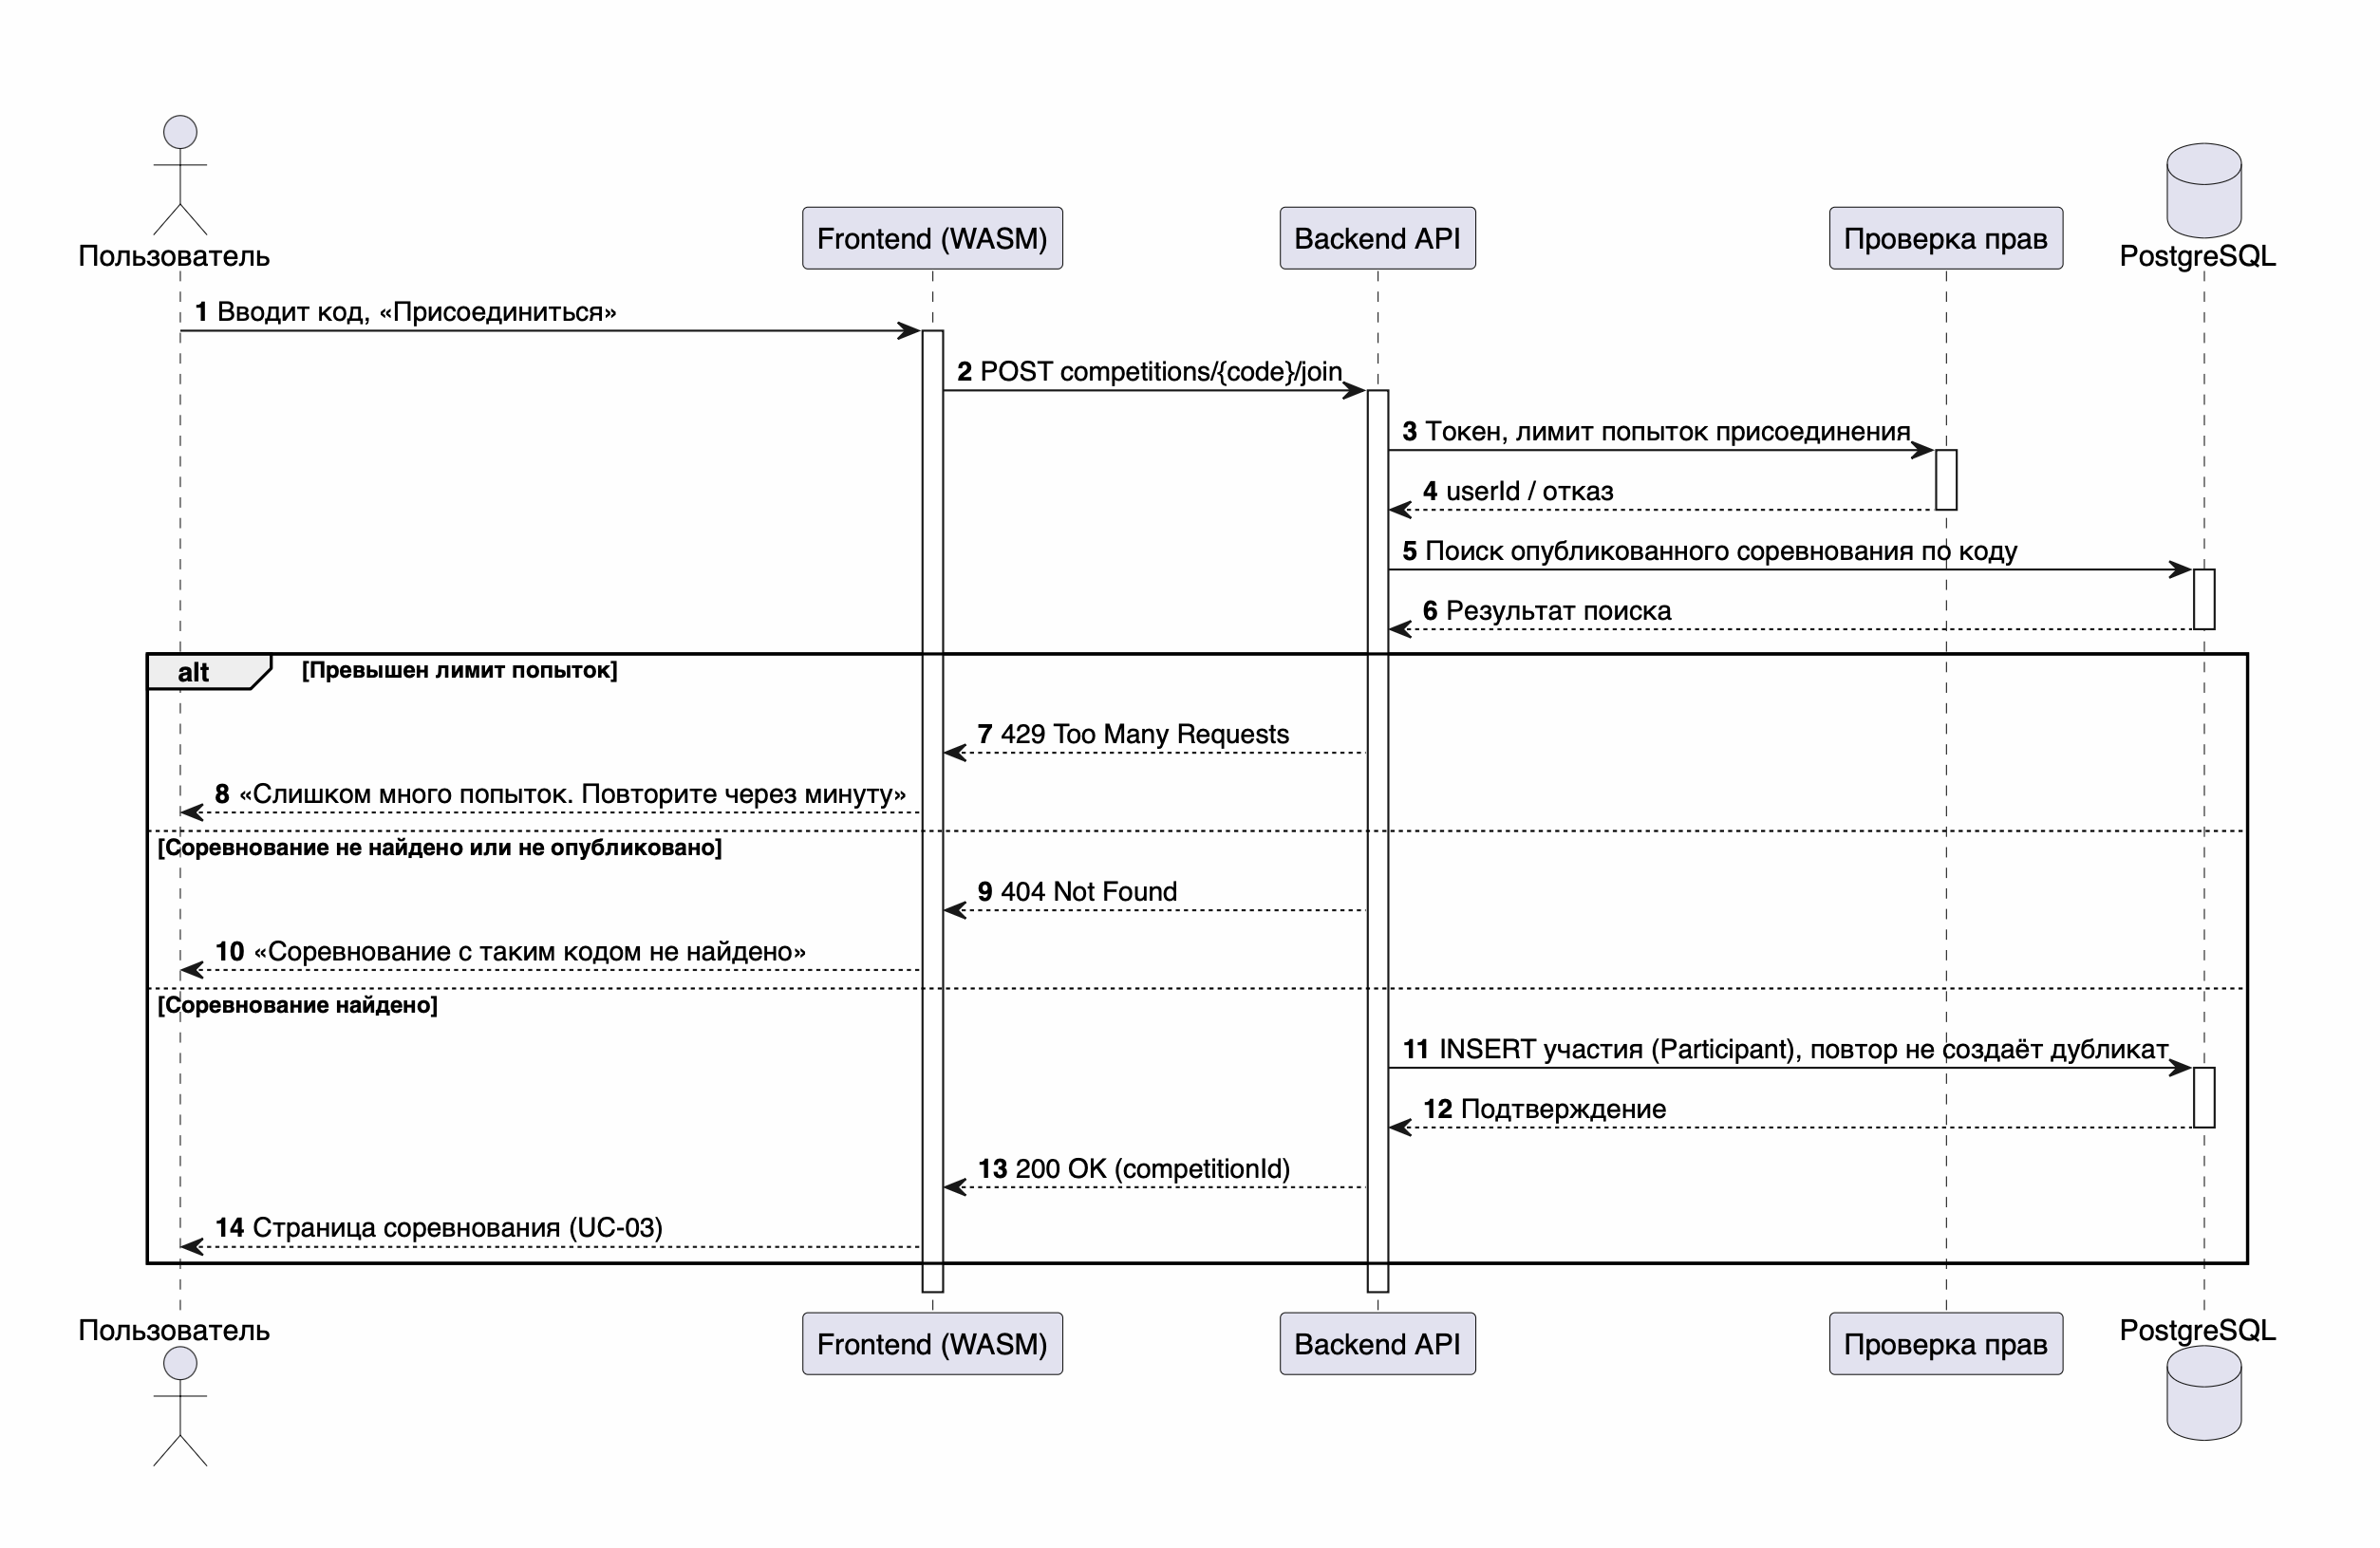 Пользователь
Frontend (WASM)
Backend API
Проверка прав
PostgreSQL
1 Вводит код, «Присоединиться»
2 POST competitions/{code}/join
3 Токен, лимит попыток присоединения
4 userId / отказ
5 Поиск опубликованного соревнования по коду
6 Результат поиска
alt [Превышен лимит попыток]
7 429 Too Many Requests
8 «Слишком много попыток. Повторите через минуту»
[Соревнование не найдено или не опубликовано]
9 404 Not Found
10 «Соревнование с таким кодом не найдено»
[Соревнование найдено]
11 INSERT участия (Participant), повтор не создаёт дубликат
12 Подтверждение
13 200 OK (competitionId)
14 Страница соревнования (UC-03)
Пользователь
Frontend (WASM)
Backend API
Проверка прав
PostgreSQL